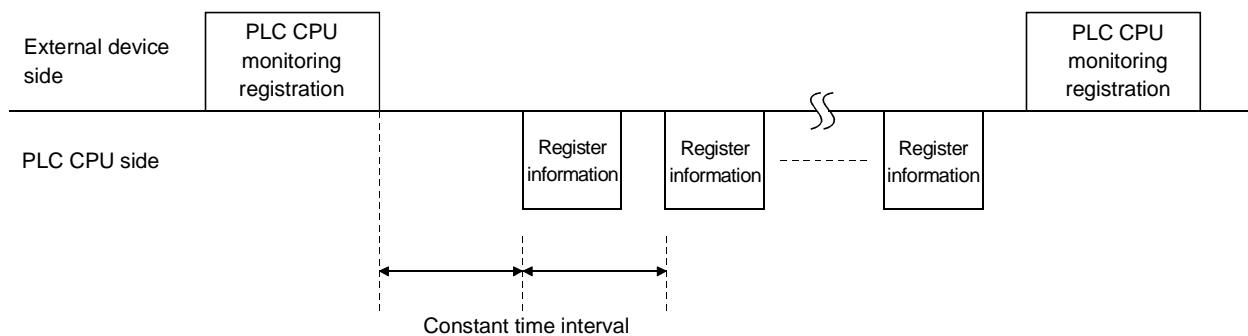 External device
side
PLC CPU
monitoring
registration
PLC CPU
monitoring
registration
PLC CPU side
Register
information
Register
information
Register
information
Constant time interval